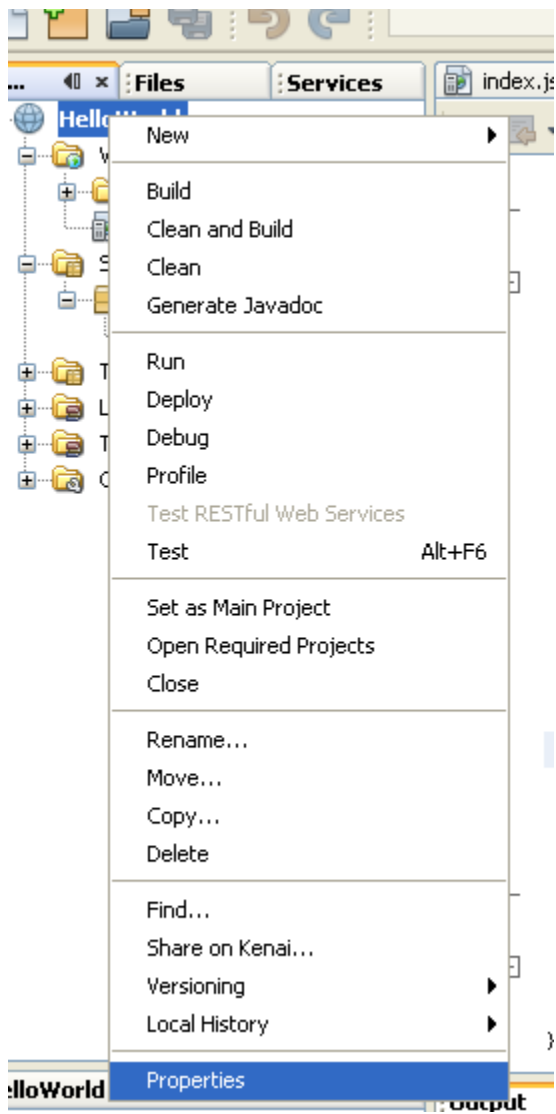 ...
Files
Services
index.js
New
Build
Clean and Build
Clean
Generate Javadoc
Run
Deploy
Debug
Profile
Test RESTful Web Services
Test Alt+F6
Set as Main Project
Open Required Projects
Close
Rename...
Move...
Copy...
Delete
Find...
Share on Kenai...
Versioning
Local History
}
Properties
elloWorld
Output